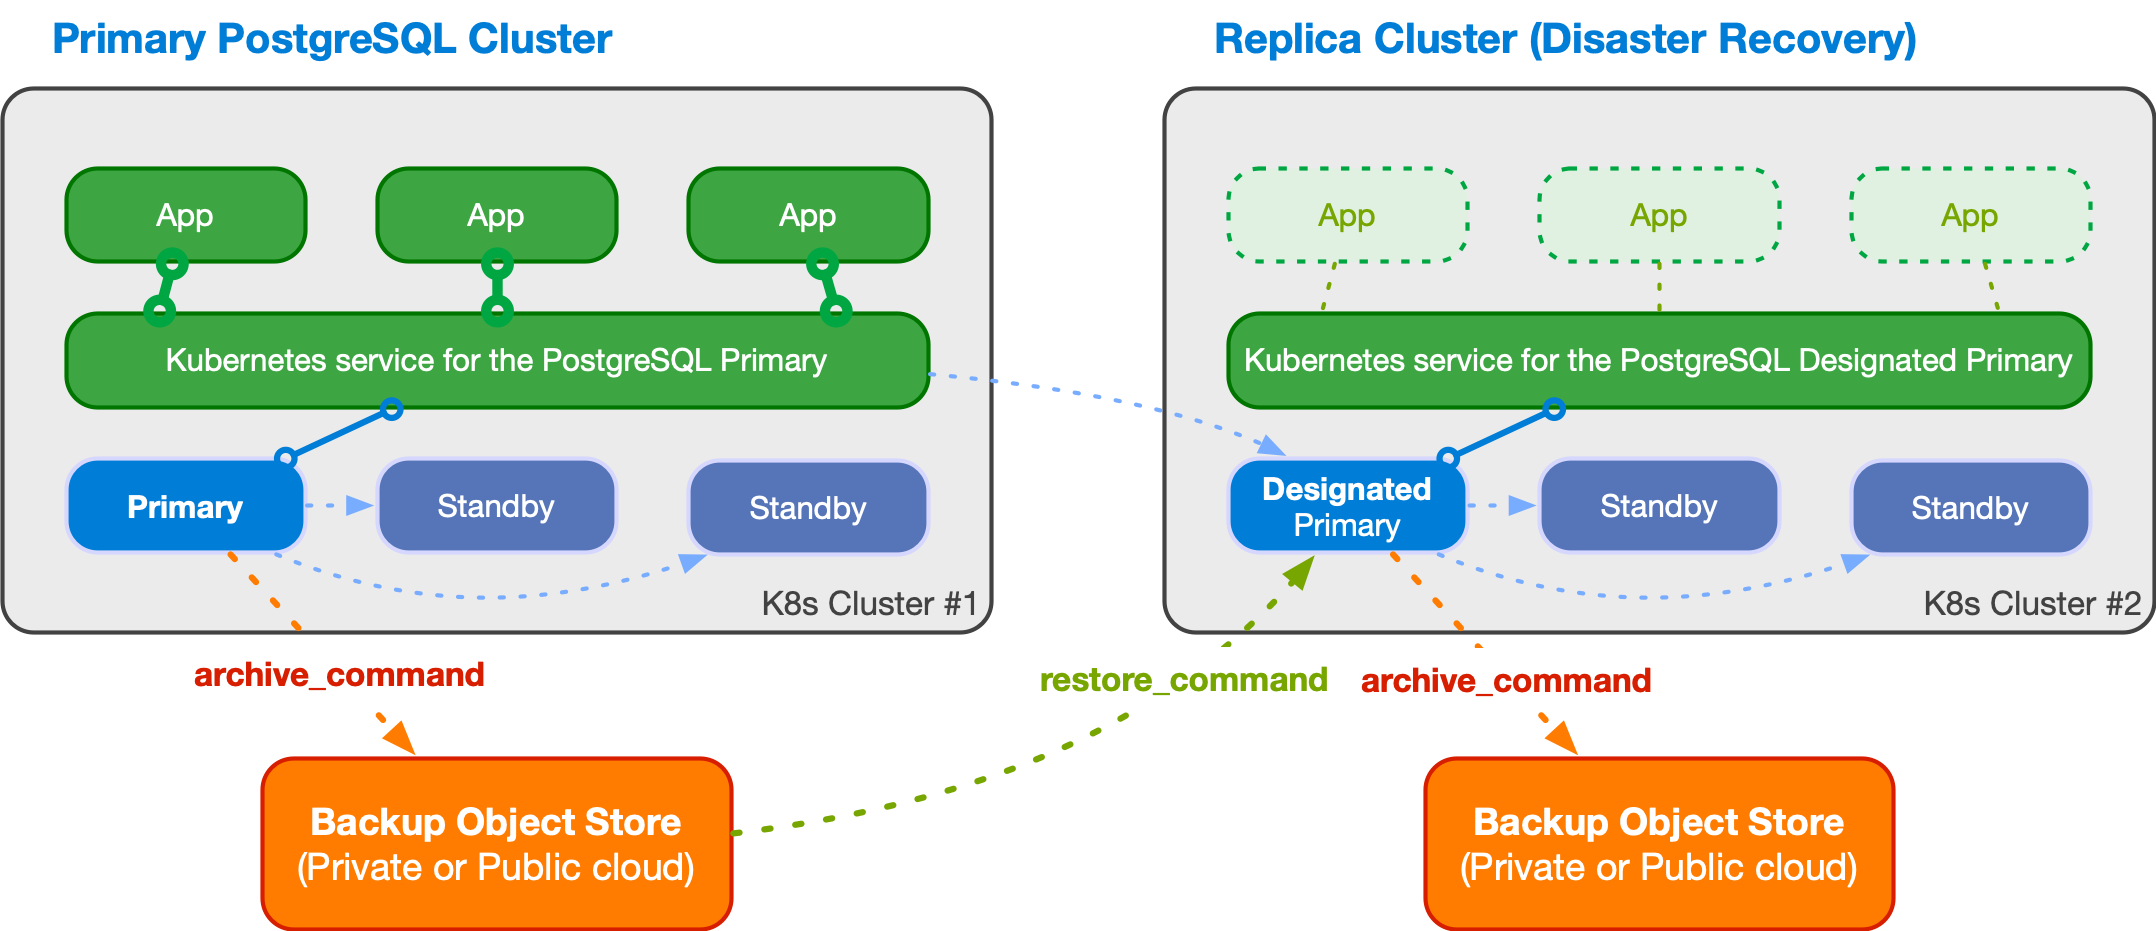 Primary PostgreSQL Cluster
App
App
App
Kubernetes service for the PostgreSQL Primary
Primary
Standby
Standby
K8s Cluster #1
archive_command
Backup Object Store
(Private or Public cloud)
restore_command
Replica Cluster (Disaster Recovery)
App
App
App
Kubernetes service for the PostgreSQL Designated Primary
Designated
Primary
Standby
Standby
K8s Cluster #2
archive_command
Backup Object Store
(Private or Public cloud)